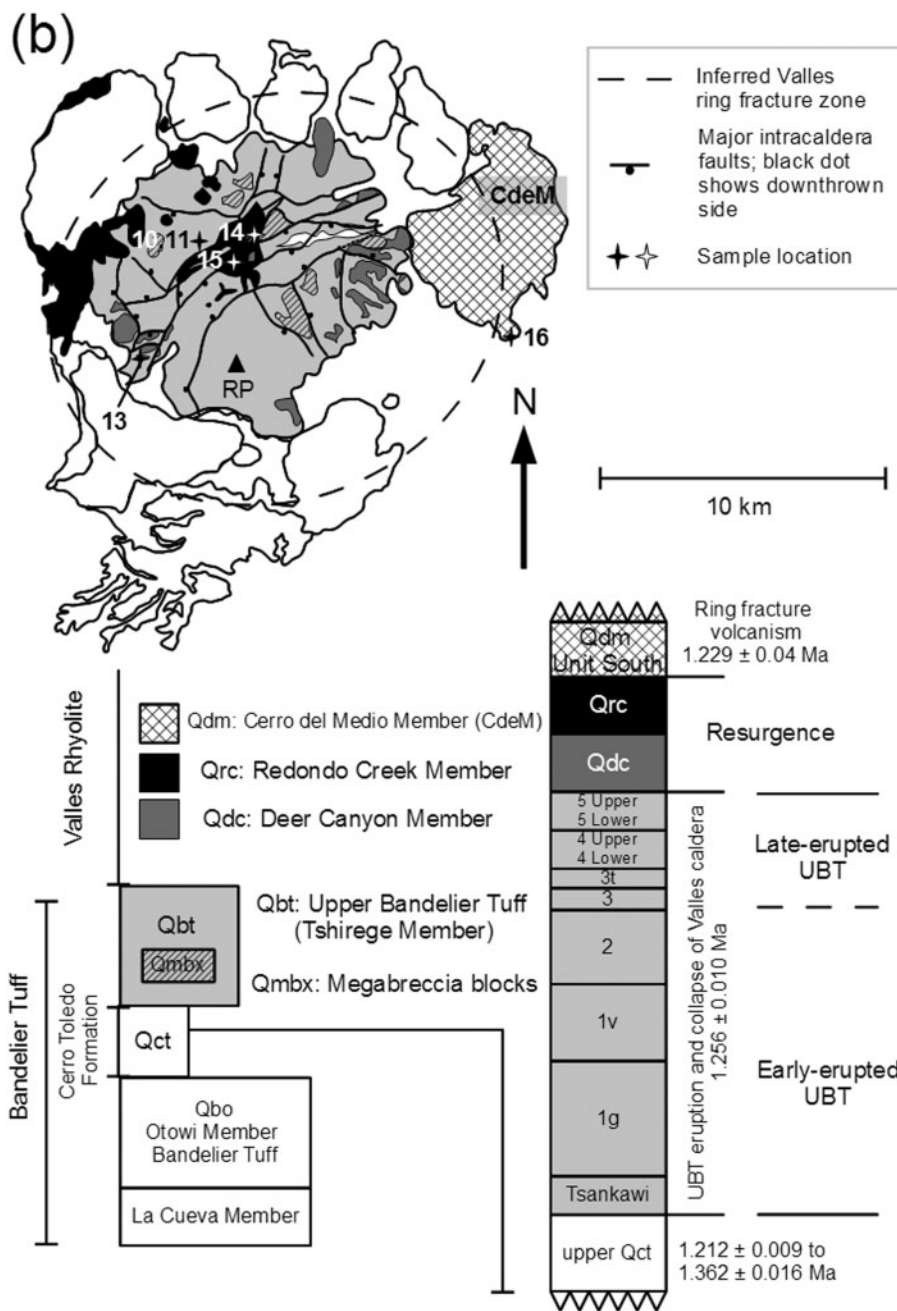 (b)
Inferred Valles
ring fracture zone
Major intracaldera
faults; black dot
shows downthrown
side
Sample location
CdeM
14
10 11
15
16
RP
13
N
10 km
Ring fracture
volcanism
1.229 ± 0.04 Ma
Qdm
Unit South
Qrc
Qdc
Resurgence
5 Upper
5 Lower
4 Upper
4 Lower
3t
3
2
1v
1g
Tsankawi
upper Qct
UBT eruption and collapse of Valles caldera
1.256 ± 0.010 Ma
Late-erupted
UBT
Early-erupted
UBT
1.212 ± 0.009 to
1.362 ± 0.016 Ma
Valles Rhyolite
Qdm: Cerro del Medio Member (CdeM)
Qrc: Redondo Creek Member
Qdc: Deer Canyon Member
Bandelier Tuff
Cerro Toledo
Formation
Qbt
Qmbx
Qbt: Upper Bandelier Tuff
(Tshirege Member)
Qmbx: Megabreccia blocks
Qct
Qbo
Otowi Member
Bandelier Tuff
La Cueva Member